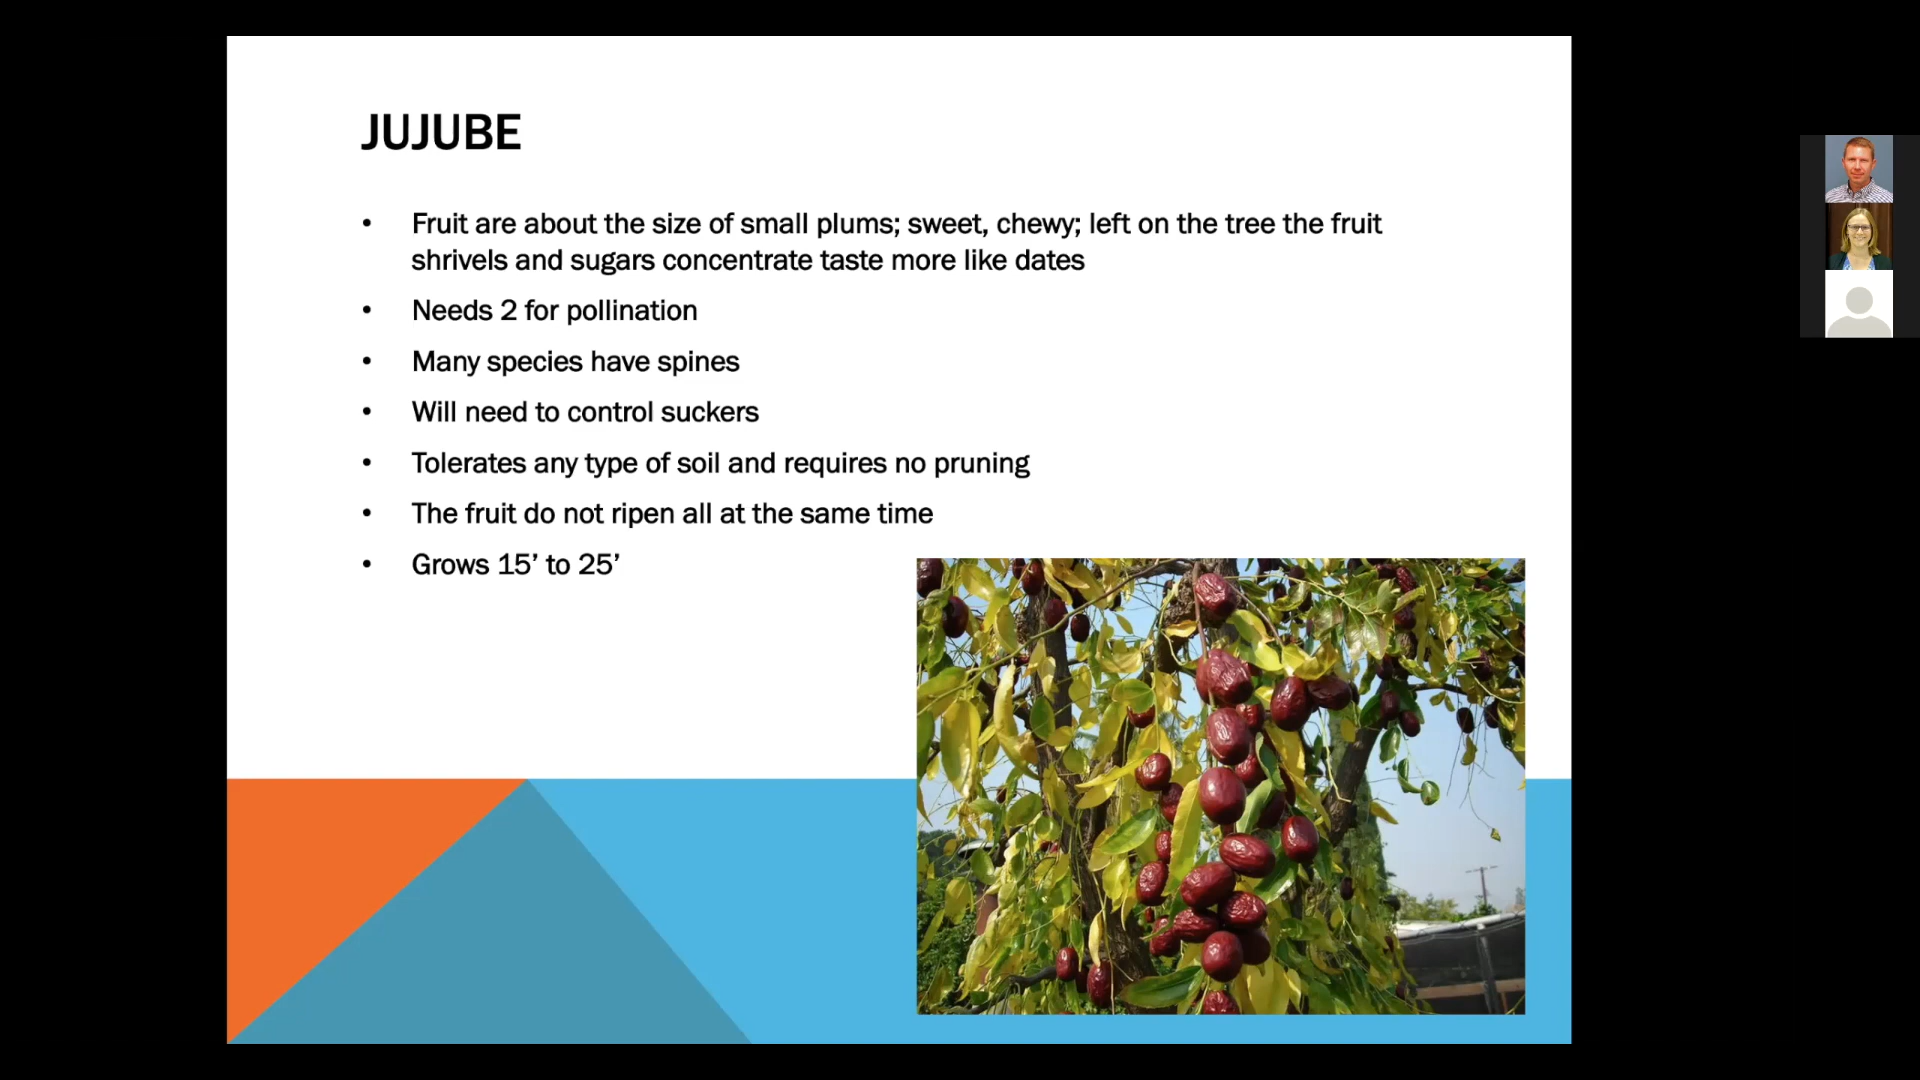 JUJUBE
• Fruit are about the size of small plums; sweet, chewy; left on the tree the fruit
shrivels and sugars concentrate taste more like dates
• Needs 2 for pollination
• Many species have spines
• Will need to control suckers
• Tolerates any type of soil and requires no pruning
• The fruit do not ripen all at the same time
• Grows 15’ to 25’